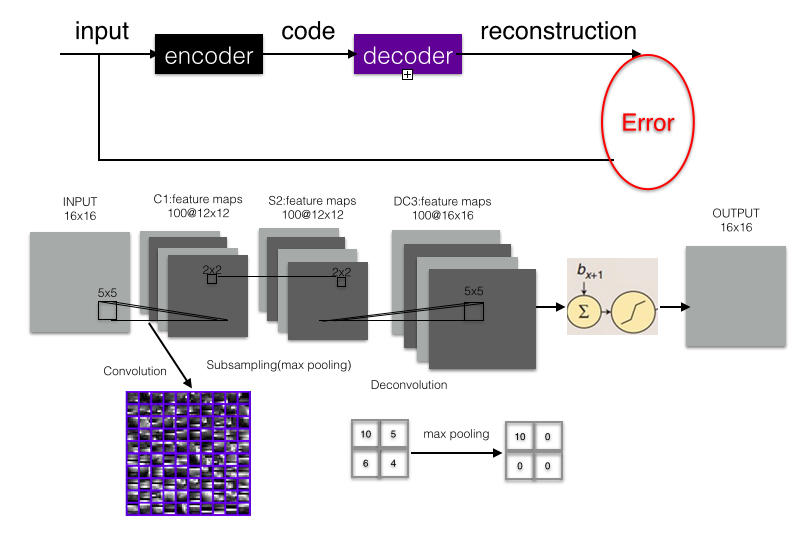 input
code
reconstruction
encoder
decoder
Error
INPUT
16x16
C1:feature maps
100@12x12
S2:feature maps
100@12x12
DC3:feature maps
100@16x16
OUTPUT
16x16
5x5
2x2
2x2
5x5
bx+1
Σ
Convolution
Subsampling(max pooling)
Deconvolution
10 5
6 4
max pooling
10 0
0 0